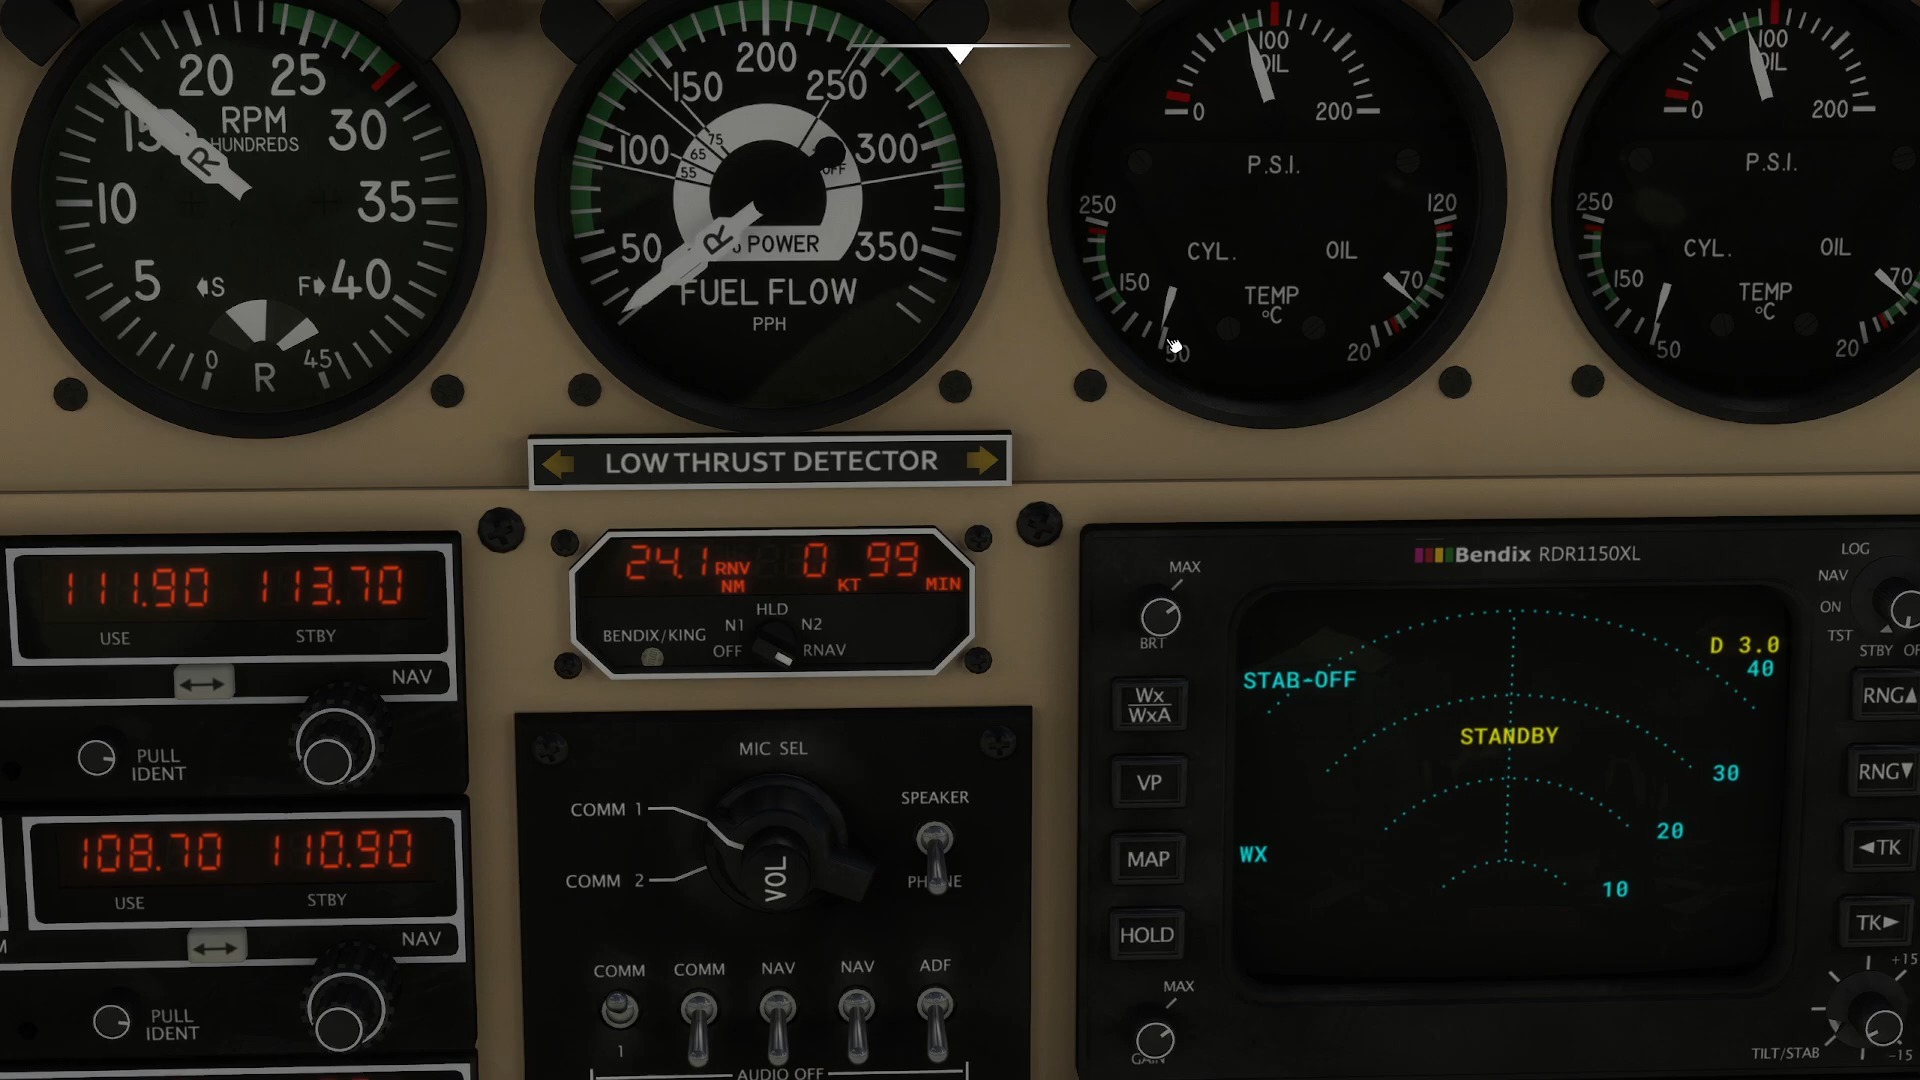 20 25
15 RPM 30
HUNDREDS
10 35
5 S F 40
0 45
R
R
200
150 250
100 300
75
65
55 OFF
50 POWER 350
R
FUEL FLOW
PPH
100
OIL
0 200
P.S.I.
250 120
CYL. OIL
150 70
TEMP
°C
50 20
100
OIL
0 200
P.S.I.
250
CYL. OIL
150 70
TEMP
°C
50 20
LOW THRUST DETECTOR
111.90 113.70
USE STBY
NAV
PULL
IDENT
108.70 110.90
USE STBY
NAV
PULL
IDENT
24.1 RNV 0 99
NM KT MIN
HLD
N1 N2
BENDIX/KING
OFF RNAV
MIC SEL
COMM 1
COMM 2
VOL
SPEAKER
PHONE
COMM COMM NAV NAV ADF
1
AUDIO OFF
Bendix RDR1150XL
MAX
BRT
Wx
WxA
VP
MAP
HOLD
MAX
GAIN
D 3.0
40
STAB-OFF
STANDBY
30
20
WX
10
LOG
NAV
ON
TST
STBY
RNG▲
RNG▼
◄TK
TK►
+15
TILT/STAB -15